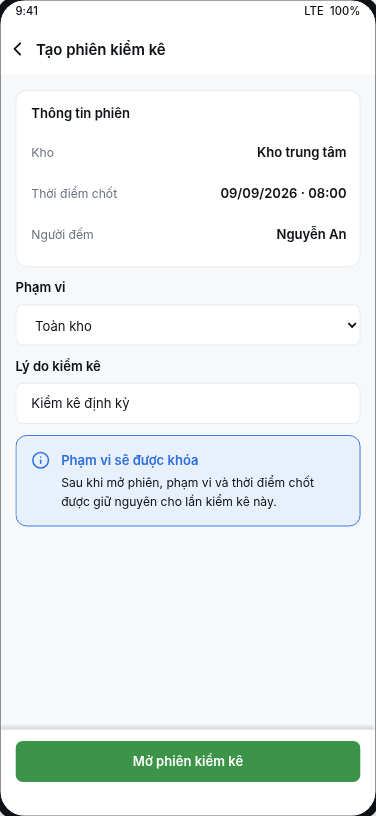 9:41
LTE 100%
Tạo phiên kiểm kê
Thông tin phiên
Kho
Kho trung tâm
Thời điểm chốt
09/09/2026 · 08:00
Người đếm
Nguyễn An
Phạm vi
Toàn kho
Lý do kiểm kê
Kiểm kê định kỳ
Phạm vi sẽ được khóa
Sau khi mở phiên, phạm vi và thời điểm chốt
được giữ nguyên cho lần kiểm kê này.
Mở phiên kiểm kê